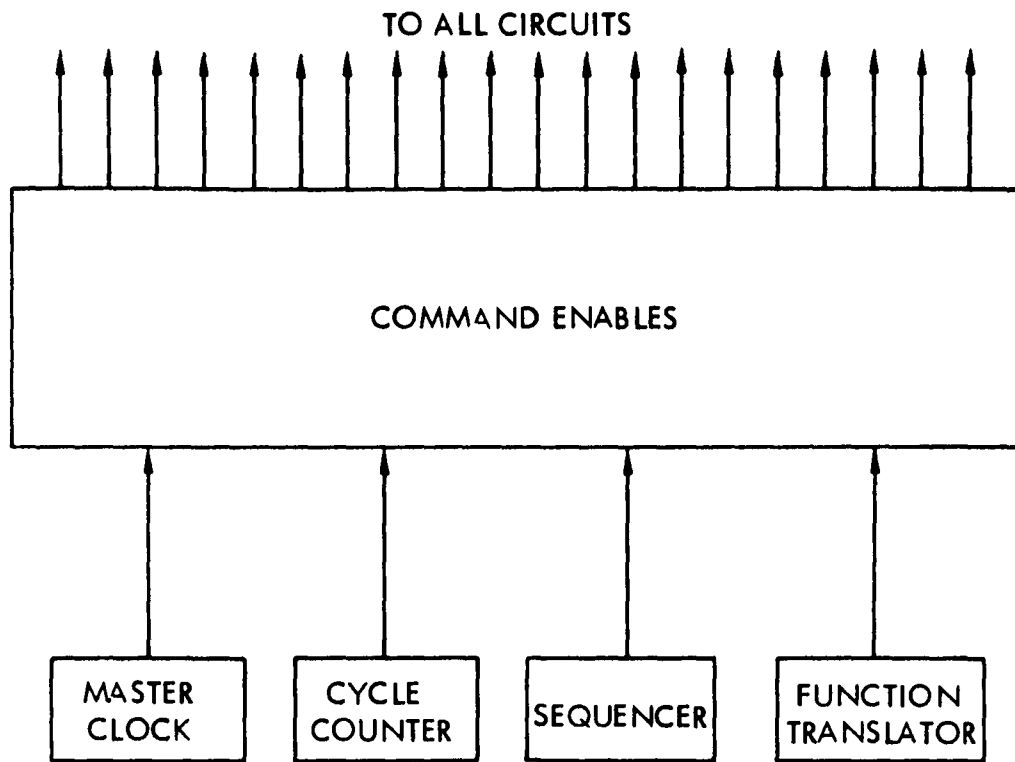 TO ALL CIRCUITS
COMMAND ENABLES
MASTER
CLOCK
CYCLE
COUNTER
SEQUENCER
FUNCTION
TRANSLATOR